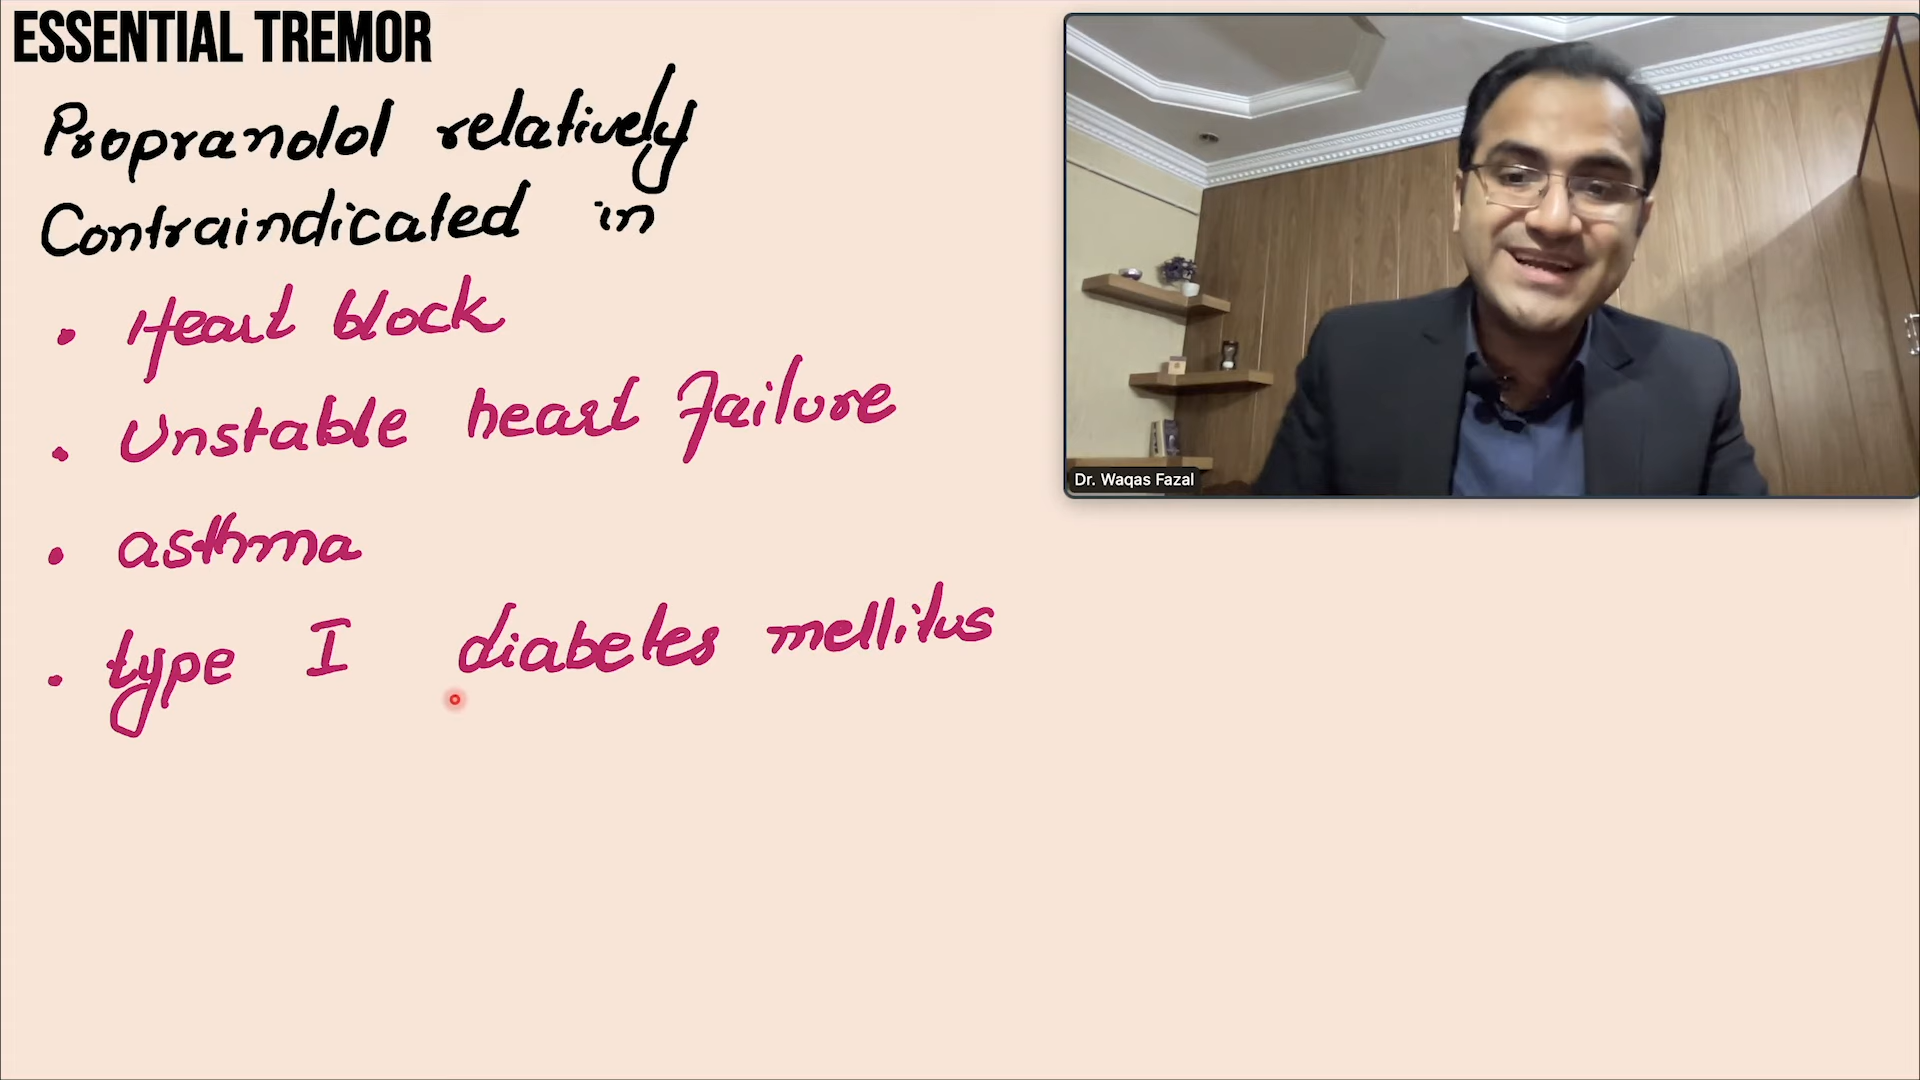 ESSENTIAL TREMOR
Propranolol relatively
Contraindicated in
• Heart block
• Unstable heart failure
• asthma
• type I diabetes mellitus
Dr. Waqas Fazal